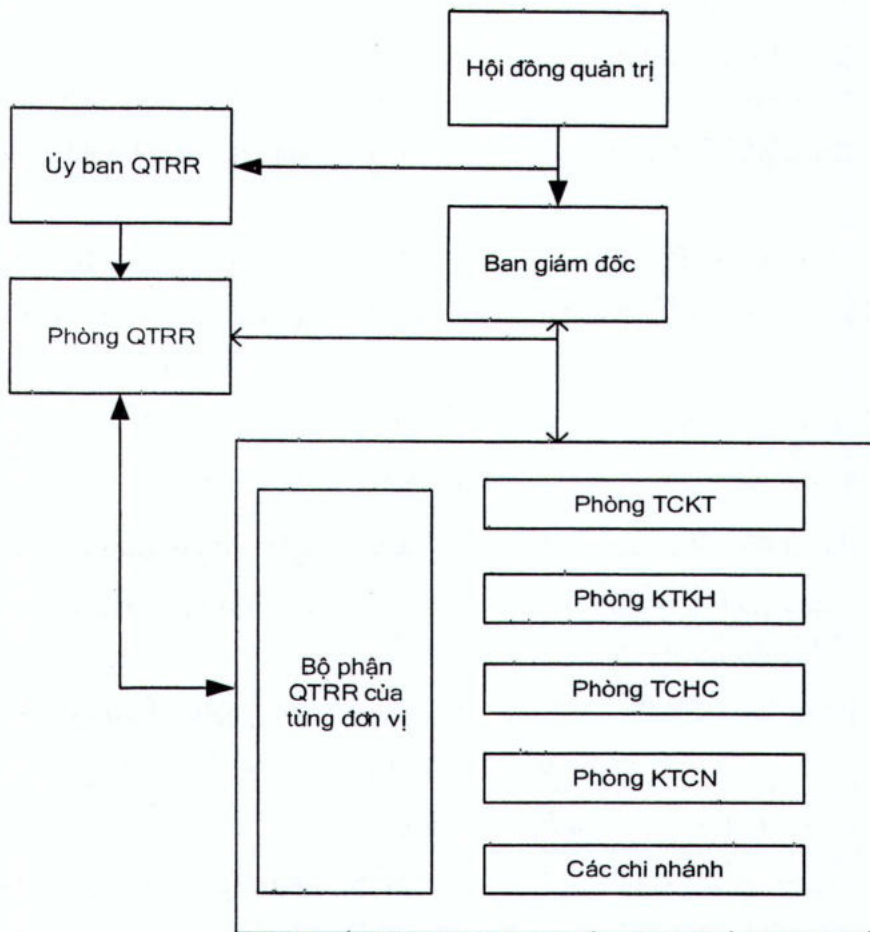 Hội đồng quản trị
Ủy ban QTRR
Ban giám đốc
Phòng QTRR
Bộ phận
QTRR của
từng đơn vị
Phòng TCKT
Phòng KTKH
Phòng TCHC
Phòng KTCN
Các chi nhánh